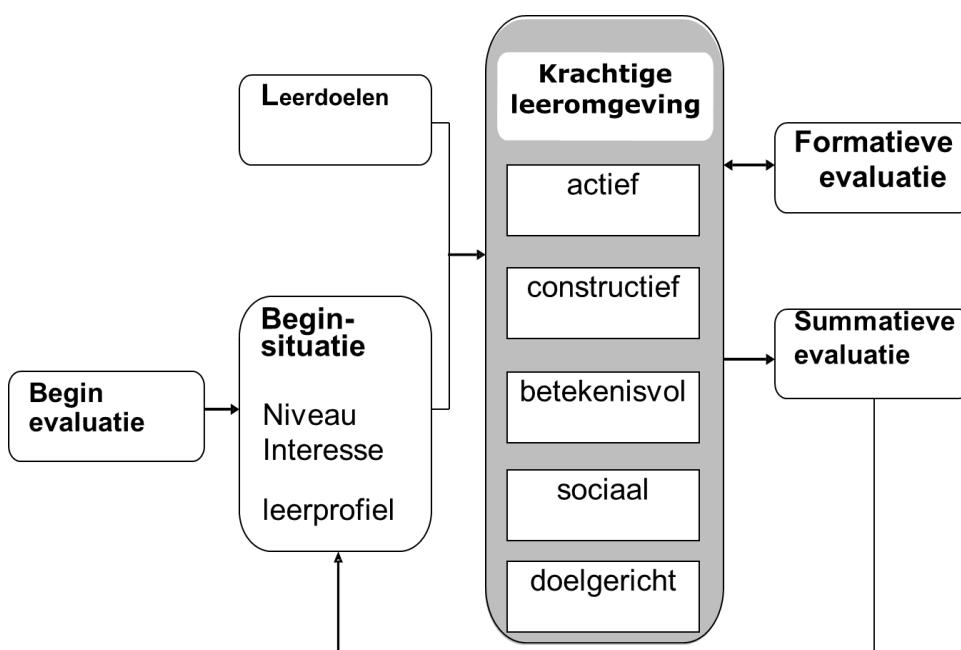 Leerdoelen
Begin
evaluatie
Begin-
situatie
Niveau
Interesse
leerprofiel
Krachtige
leeromgeving
actief
constructief
betekenisvol
sociaal
doelgericht
Formatieve
evaluatie
Summatieve
evaluatie